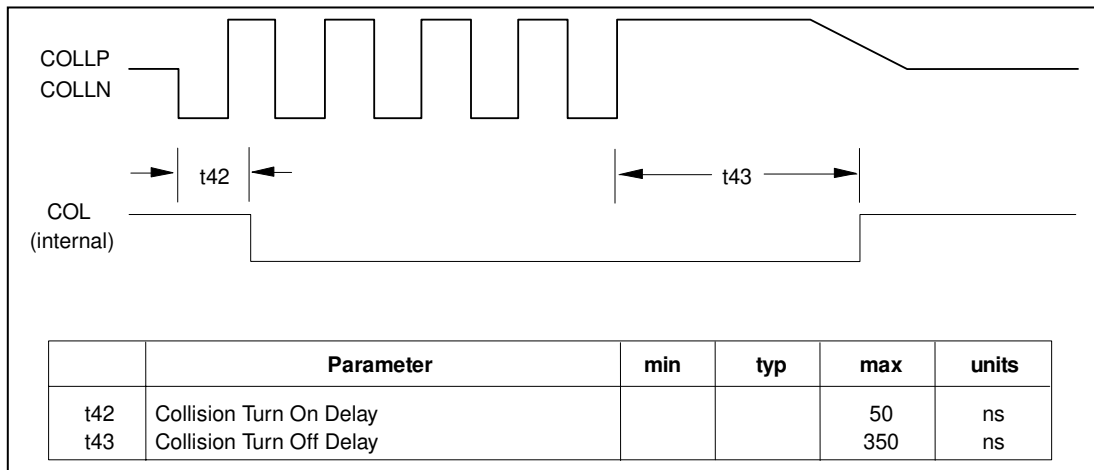 COLLP
COLLN
t42
t43
COL
(internal)
Parameter min typ max units
t42 Collision Turn On Delay 50 ns
t43 Collision Turn Off Delay 350 ns